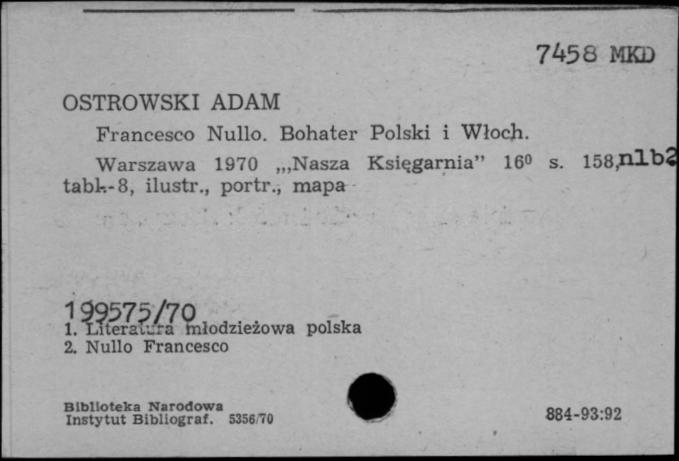 7458 MKD
OSTROWSKI ADAM
Francesco Nullo. Bohater Polski i Włoch.
Warszawa 1970 „,Nasza Księgarnia” 16⁰ s. 158,nlb2
tabl.-8, ilustr., portr., mapa
199575/70
1. Literatura młodzieżowa polska
2. Nullo Francesco
Biblioteka Narodowa
Instytut Bibliograf. 5356/70
884-93:92